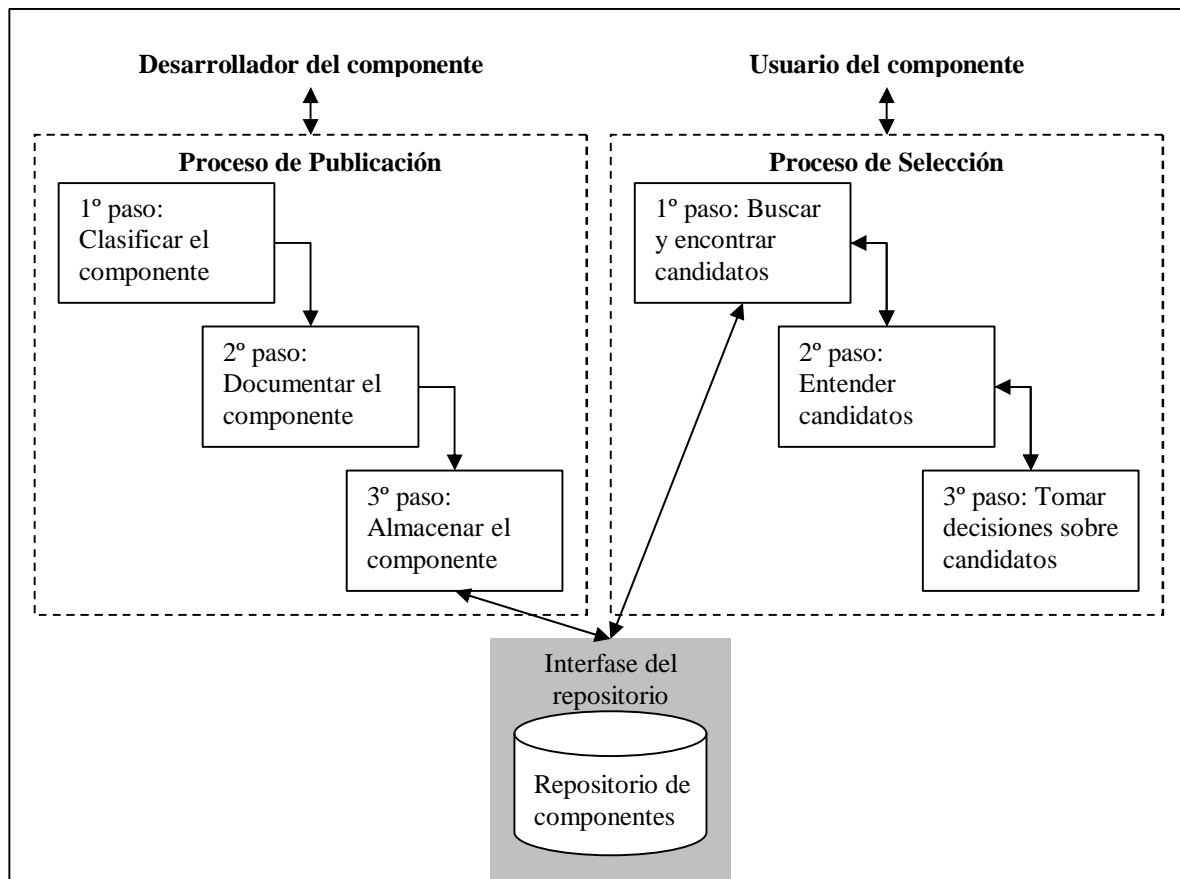 Desarrollador del componente
Usuario del componente
Proceso de Publicación
1º paso:
Clasificar el
componente
2º paso:
Documentar el
componente
3º paso:
Almacenar el
componente
Proceso de Selección
1º paso: Buscar
y encontrar
candidatos
2º paso:
Entender
candidatos
3º paso: Tomar
decisiones sobre
candidatos
Interfase del
repositorio
Repositorio de
componentes